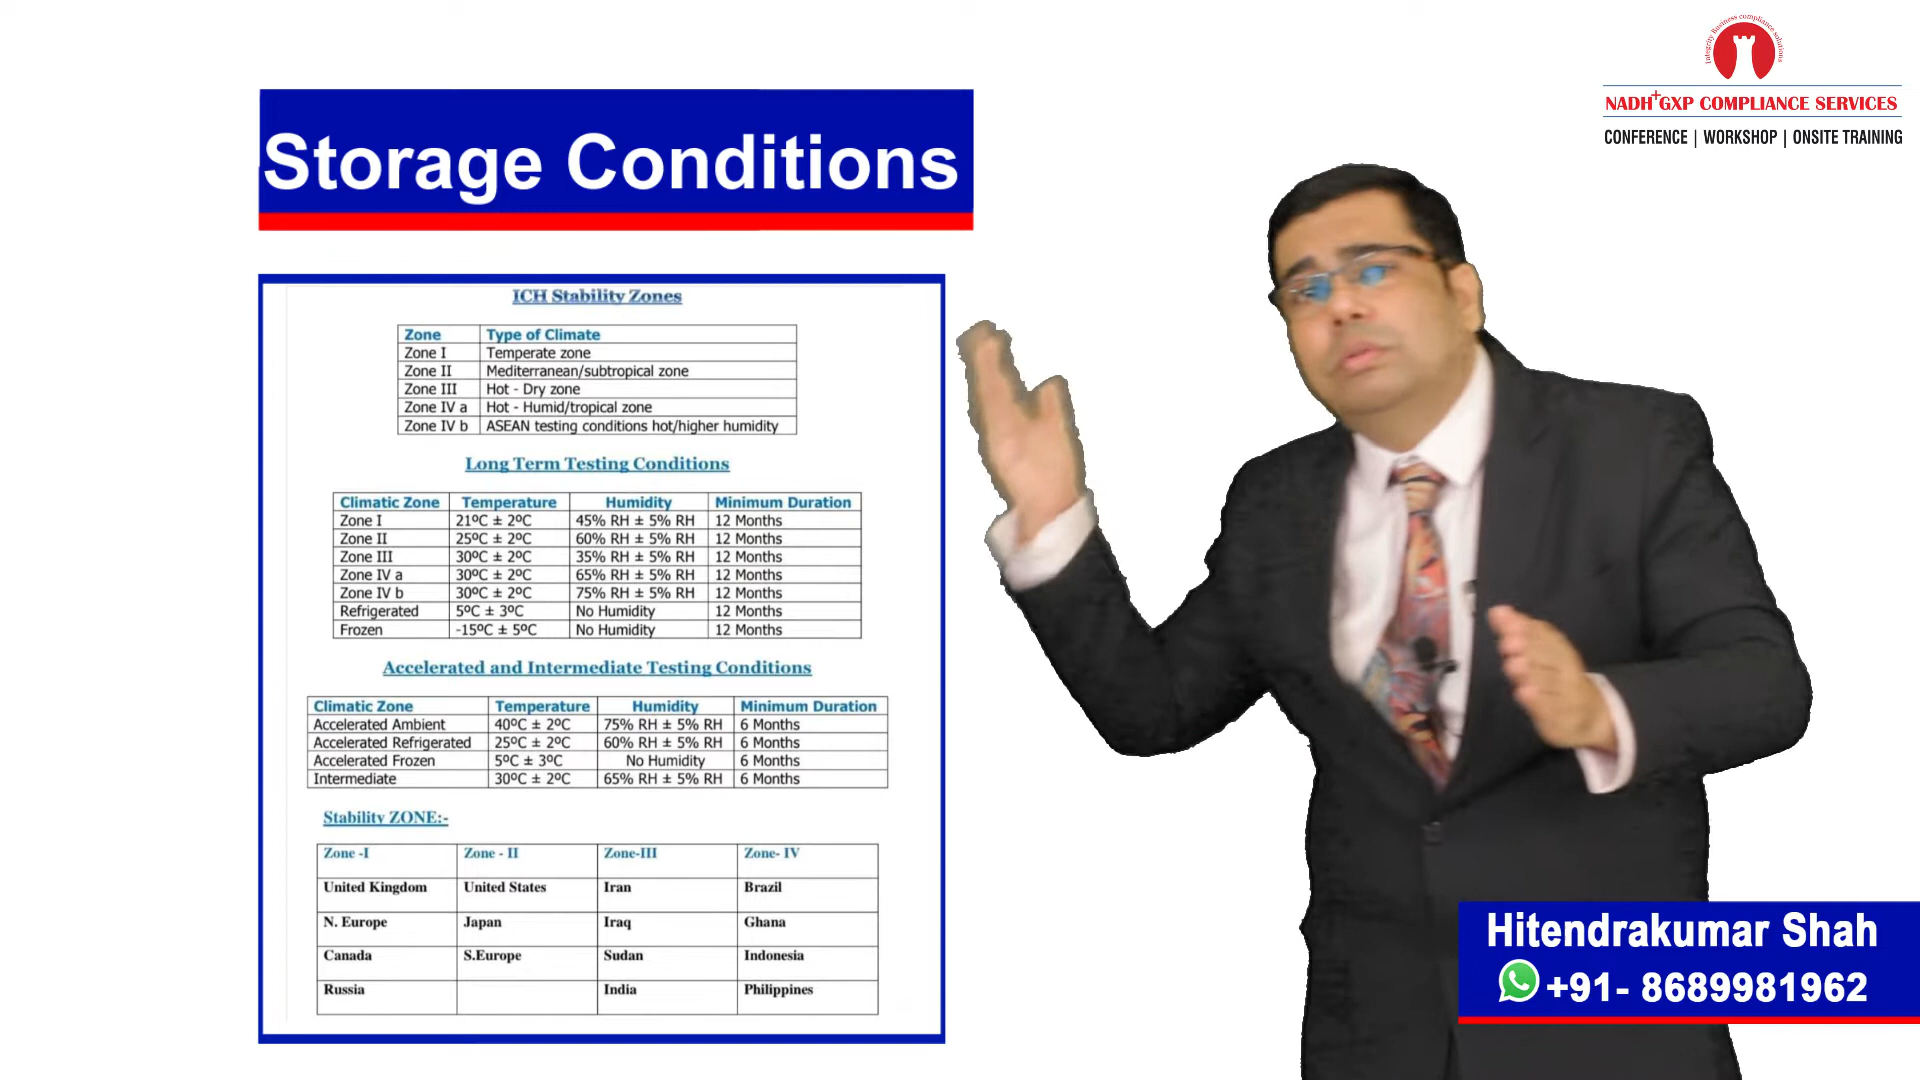 Integrity Business compliance solutions
NADH+GXP COMPLIANCE SERVICES
CONFERENCE | WORKSHOP | ONSITE TRAINING
Storage Conditions
ICH Stability Zones
Zone Type of Climate
Zone I Temperate zone
Zone II Mediterranean/subtropical zone
Zone III Hot - Dry zone
Zone IV a Hot - Humid/tropical zone
Zone IV b ASEAN testing conditions hot/higher humidity
Long Term Testing Conditions
Climatic Zone Temperature Humidity Minimum Duration
Zone I 21ºC ± 2ºC 45% RH ± 5% RH 12 Months
Zone II 25ºC ± 2ºC 60% RH ± 5% RH 12 Months
Zone III 30ºC ± 2ºC 35% RH ± 5% RH 12 Months
Zone IV a 30ºC ± 2ºC 65% RH ± 5% RH 12 Months
Zone IV b 30ºC ± 2ºC 75% RH ± 5% RH 12 Months
Refrigerated 5ºC ± 3ºC No Humidity 12 Months
Frozen -15ºC ± 5ºC No Humidity 12 Months
Accelerated and Intermediate Testing Conditions
Climatic Zone Temperature Humidity Minimum Duration
Accelerated Ambient 40ºC ± 2ºC 75% RH ± 5% RH 6 Months
Accelerated Refrigerated 25ºC ± 2ºC 60% RH ± 5% RH 6 Months
Accelerated Frozen 5ºC ± 3ºC No Humidity 6 Months
Intermediate 30ºC ± 2ºC 65% RH ± 5% RH 6 Months
Stability ZONE:-
Zone -I Zone - II Zone-III Zone- IV
United Kingdom United States Iran Brazil
N. Europe Japan Iraq Ghana
Canada S.Europe Sudan Indonesia
Russia India Philippines
Hitendrakumar Shah
+91- 8689981962